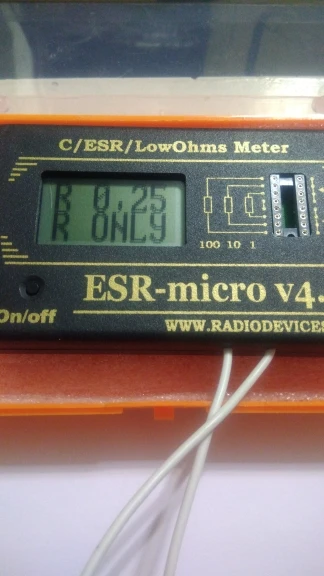 C/ESR/LowOhms Meter
R 0.25
R ONLY
100 10 1
ESR-micro v4.
On/off
WWW.RADIODEVICES